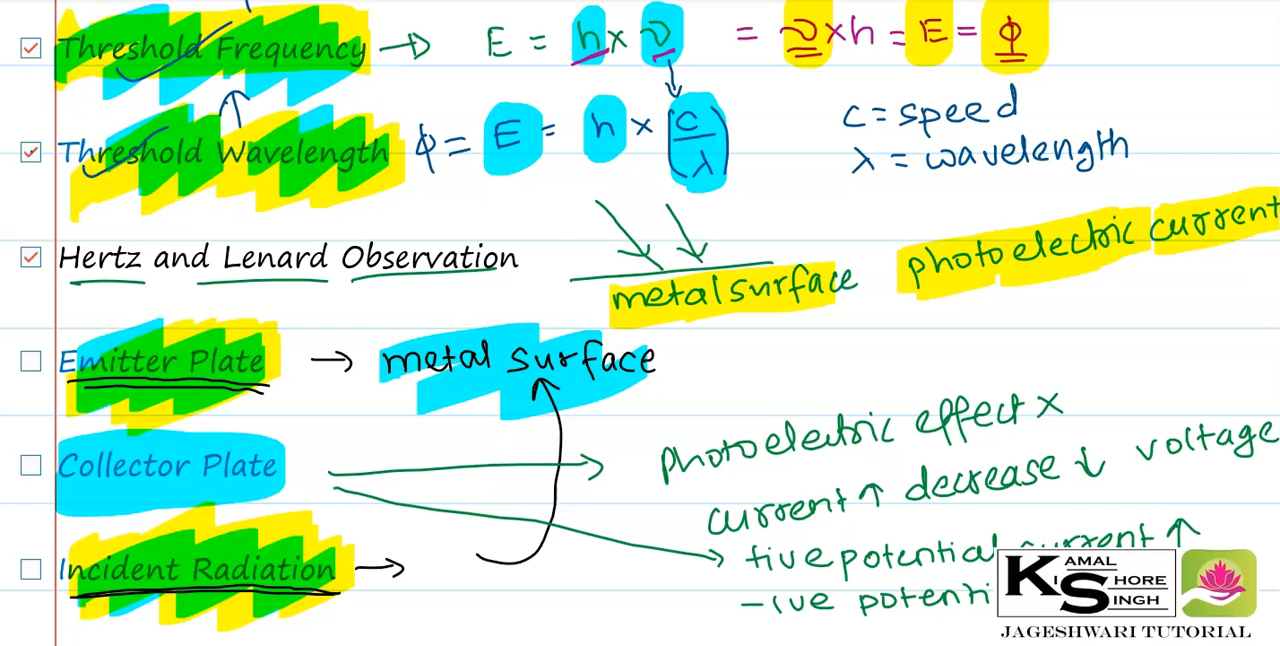 Threshold Frequency → E = h × ν = ν × h = E = ϕ
Threshold Wavelength ϕ = E = h × (c/λ)
c = speed
λ = wavelength
Hertz and Lenard Observation
metal surface
photoelectric current
Emitter Plate → metal surface
Collector Plate
photoelectric effect ×
current ↑ decrease ↓ voltage
+ive potential current ↑
-ive potenti
Incident Radiation →
KAMAL
KISHORE
SINGH
JAGESHWARI TUTORIAL